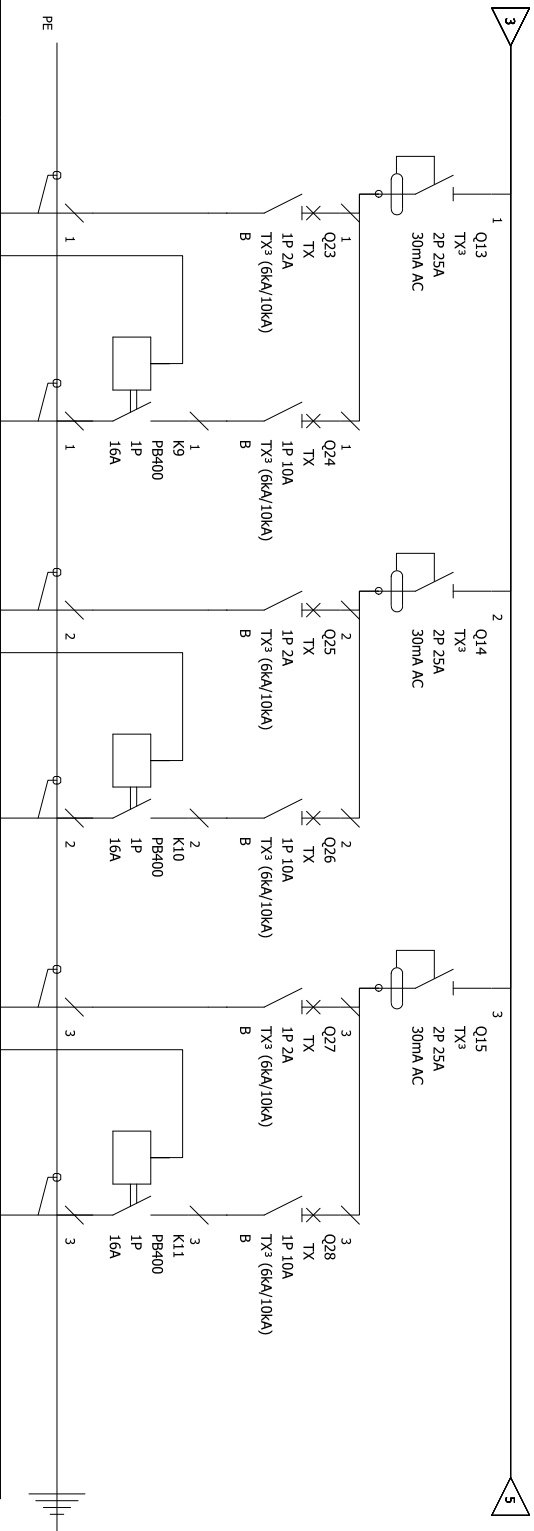 3
5
PE
1
Q13
TX³
2P 25A
30mA AC
1
Q23
TX
1P 2A
TX³ (6kA/10kA)
B
1
1
Q24
TX
1P 10A
TX³ (6kA/10kA)
B
1
K9
PB400
1P
16A
1
2
Q14
TX³
2P 25A
30mA AC
2
Q25
TX
1P 2A
TX³ (6kA/10kA)
B
2
2
Q26
TX
1P 10A
TX³ (6kA/10kA)
B
2
K10
PB400
1P
16A
2
3
Q15
TX³
2P 25A
30mA AC
3
Q27
TX
1P 2A
TX³ (6kA/10kA)
B
3
3
Q28
TX
1P 10A
TX³ (6kA/10kA)
B
3
K11
PB400
1P
16A
3